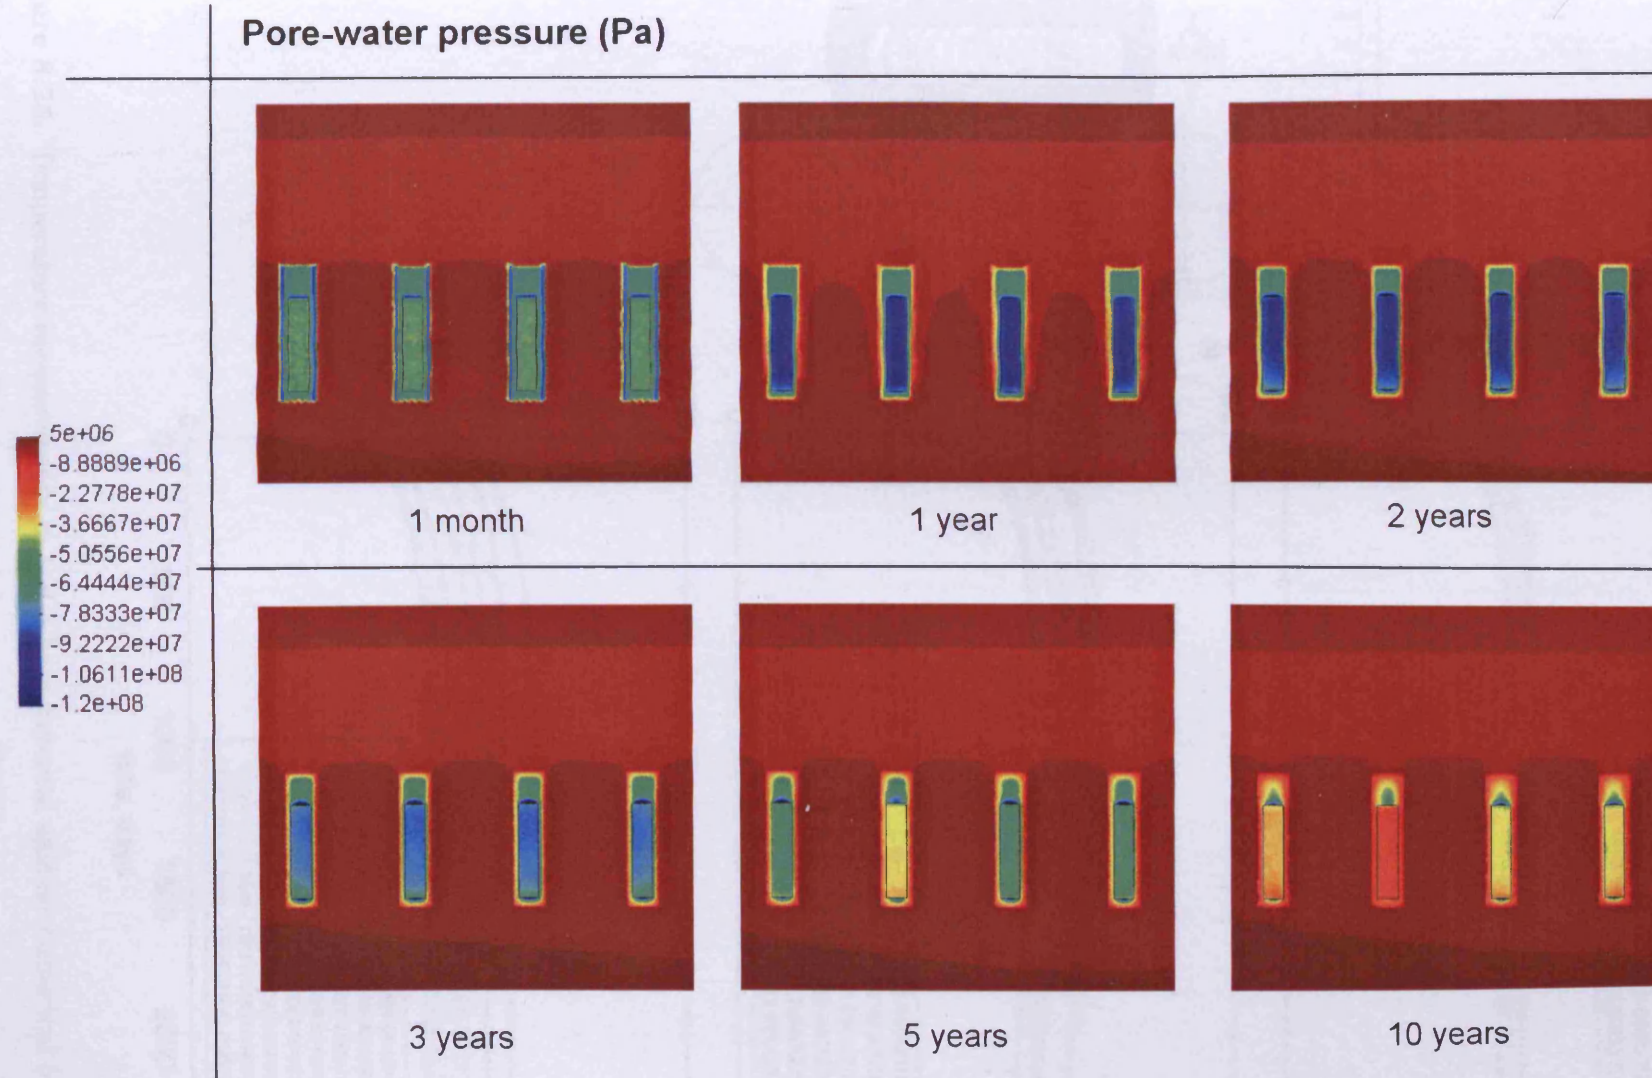 Pore-water pressure (Pa)
5e+06
-8.8889e+06
-2.2778e+07
-3.6667e+07
-5.0556e+07
-6.4444e+07
-7.8333e+07
-9.2222e+07
-1.0611e+08
-1.2e+08
1 month
1 year
2 years
3 years
5 years
10 years